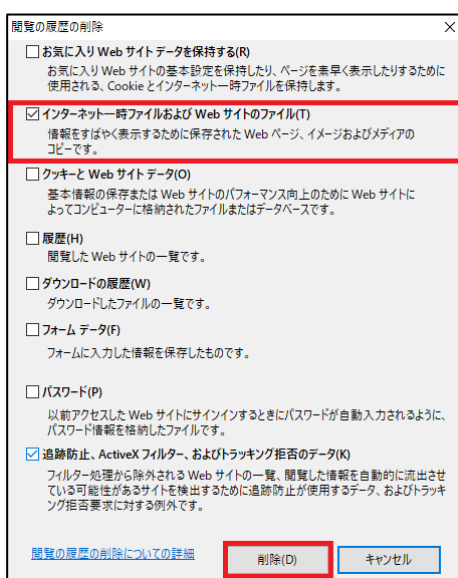 閲覧の履歴の削除
お気に入り Web サイト データを保持する(R)
お気に入り Web サイトの基本設定を保持したり、ページを素早く表示したりするために
使用される、Cookie とインターネット一時ファイルを保持します。
インターネット一時ファイルおよび Web サイトのファイル(T)
情報をすばやく表示するために保存された Web ページ、イメージおよびメディアの
コピーです。
クッキーと Web サイト データ(O)
基本情報の保存または Web サイトのパフォーマンス向上のために Web サイトに
よってコンピューターに格納されたファイルまたはデータベースです。
履歴(H)
閲覧した Web サイトの一覧です。
ダウンロードの履歴(W)
ダウンロードしたファイルの一覧です。
フォーム データ(F)
フォームに入力した情報を保存したものです。
パスワード(P)
以前アクセスした Web サイトにサインインするときにパスワードが自動入力されるように、
パスワード情報を格納したファイルです。
追跡防止、ActiveX フィルター、およびトラッキング拒否のデータ(K)
フィルター処理から除外される Web サイトの一覧、閲覧した情報を自動的に流出させ
ている可能性があるサイトを検出するために追跡防止が使用するデータ、およびトラッキ
ング拒否要求に対する例外です。
閲覧の履歴の削除についての詳細
削除(D)
キャンセル